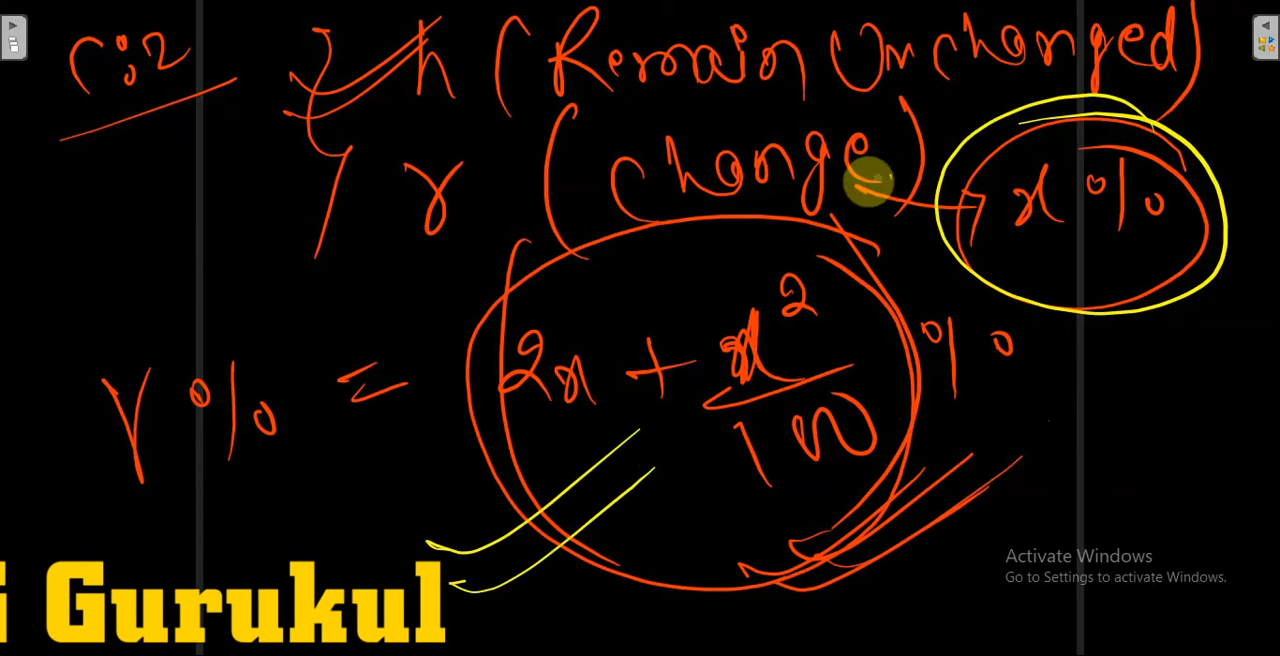 C:2 h (Remain Unchanged)
r (Change) → x%
V% = (2x + x²/100)%
i Gurukul
Activate Windows
Go to Settings to activate Windows.